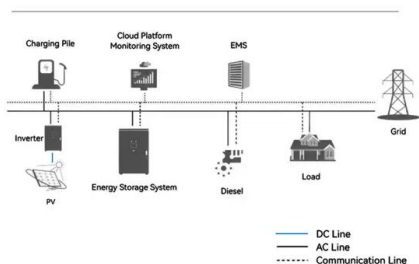 Charging Pile
Cloud Platform
Monitoring System
EMS
Grid
Inverter
PV
Energy Storage System
Diesel
Load
DC Line
AC Line
Communication Line